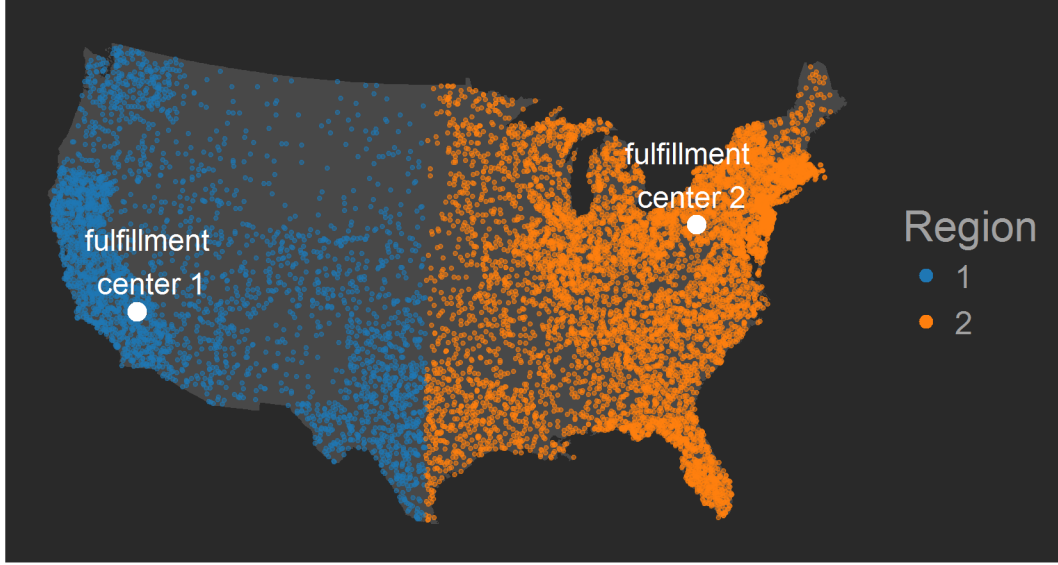 fulfillment
center 1
fulfillment
center 2
Region
1
2